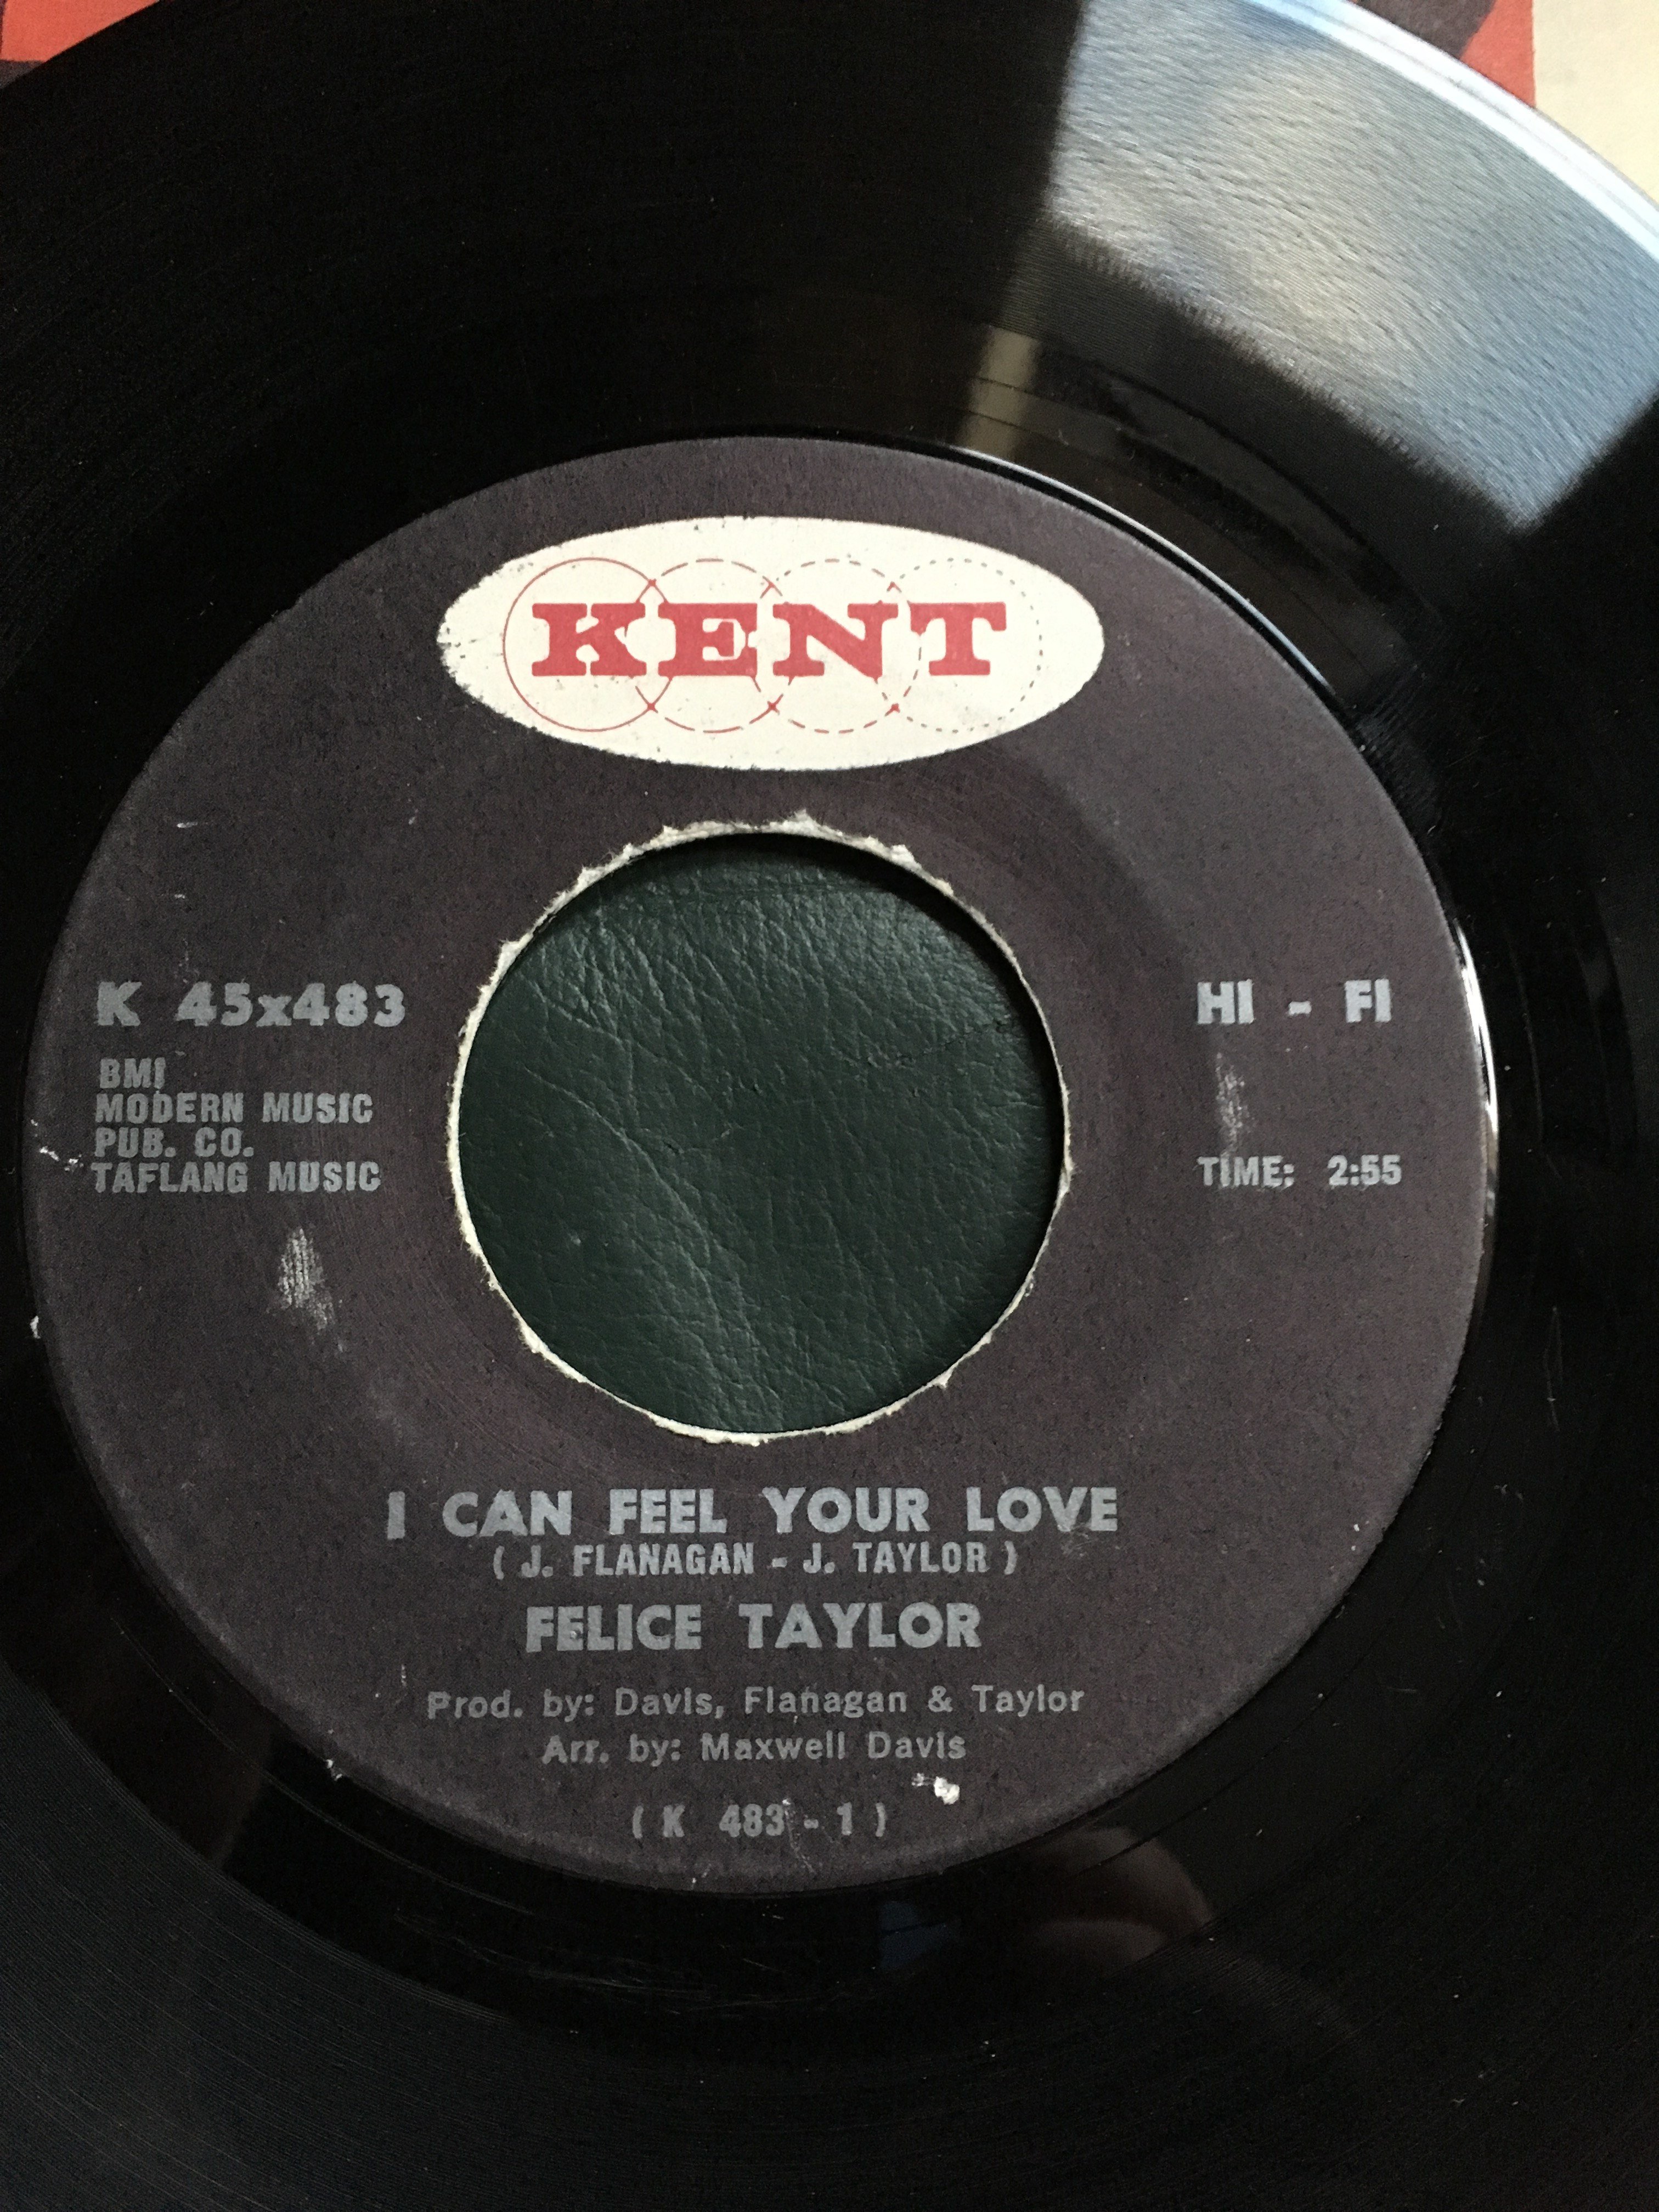 KENT
K 45x483
HI - FI
BMI
MODERN MUSIC
PUB. CO.
TAFLANG MUSIC
TIME: 2:55
I CAN FEEL YOUR LOVE
( J. FLANAGAN - J. TAYLOR )
FELICE TAYLOR
Prod. by: Davis, Flanagan & Taylor
Arr. by: Maxwell Davis
( K 483 - 1 )